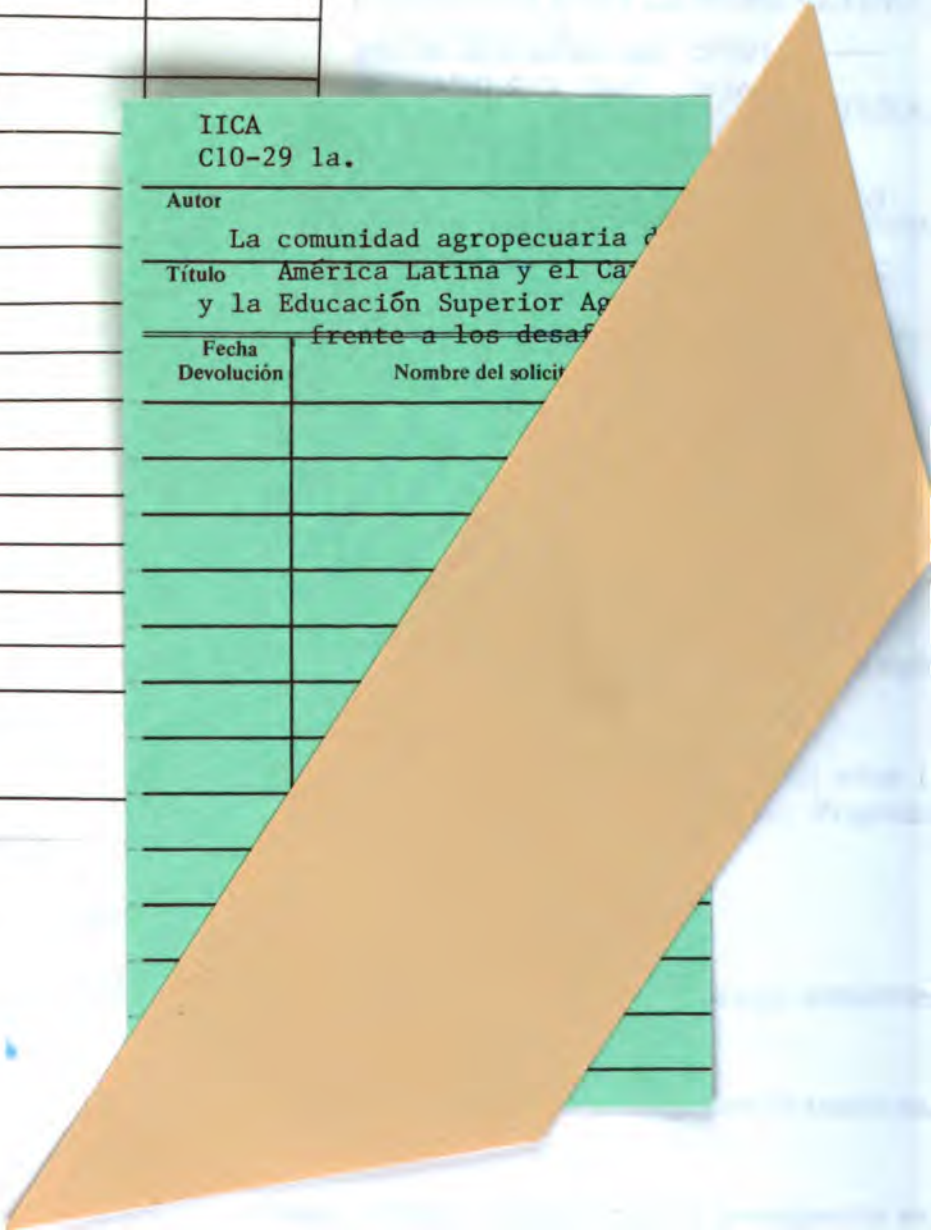 IICA
C10-29 la.
Autor
La comunidad agropecuaria
Título América Latina y el
y la Educación Superior
frente a los
Fecha
Devolución
Nombre del